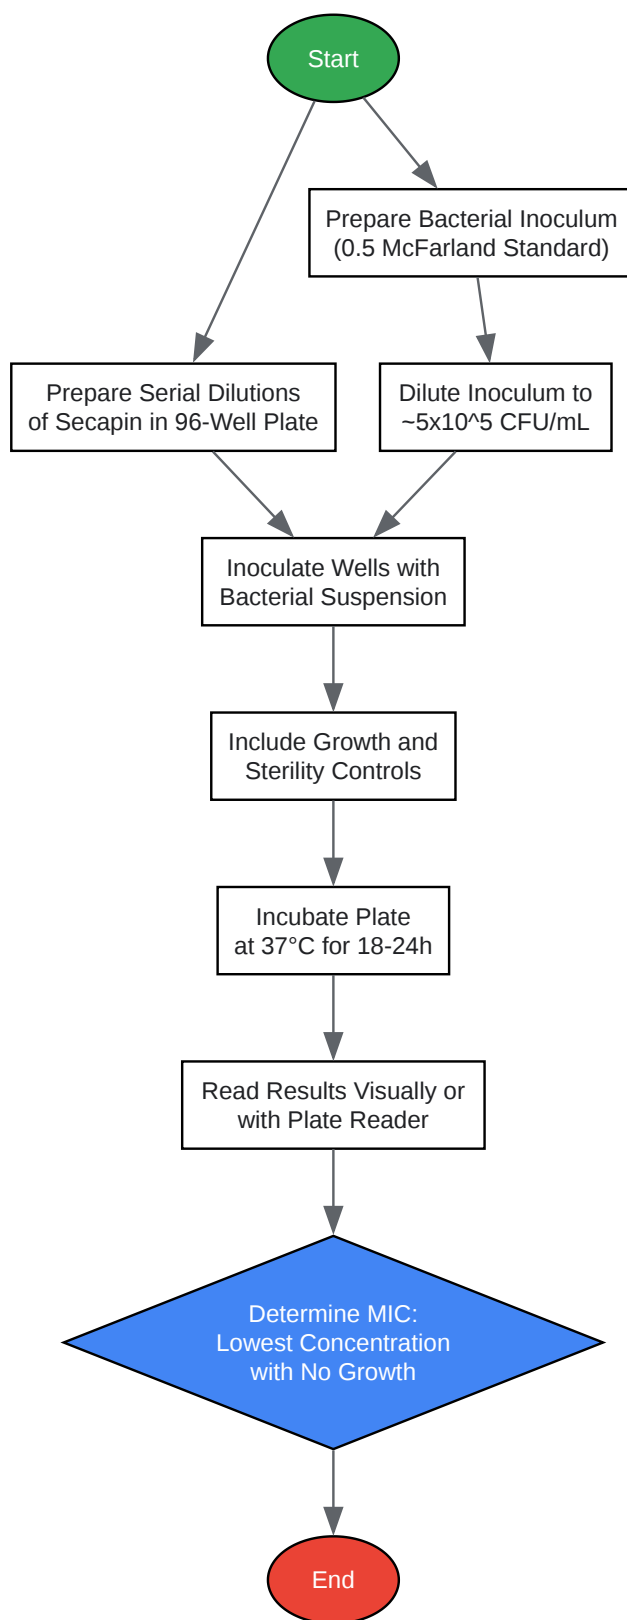 Start
Prepare Bacterial Inoculum
(0.5 McFarland Standard)
Prepare Serial Dilutions
of Secapin in 96-Well Plate
Dilute Inoculum to
~5x10^5 CFU/mL
Inoculate Wells with
Bacterial Suspension
Include Growth and
Sterility Controls
Incubate Plate
at 37°C for 18-24h
Read Results Visually or
with Plate Reader
Determine MIC:
Lowest Concentration
with No Growth
End